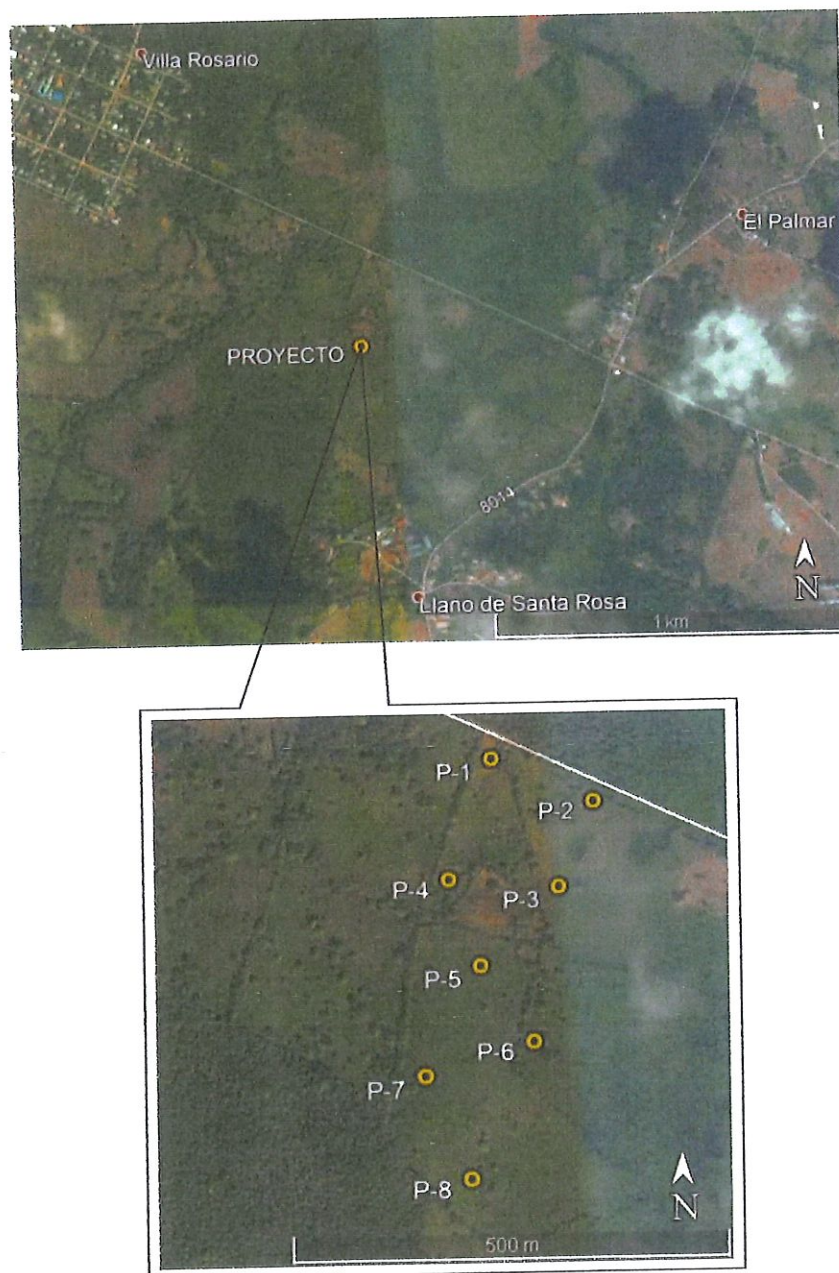 Villa Rosario
El Palmar
PROYECTO
8014
Llano de Santa Rosa
N
1 km
P-1
P-2
P-4
P-3
P-5
P-6
P-7
P-8
N
500 m